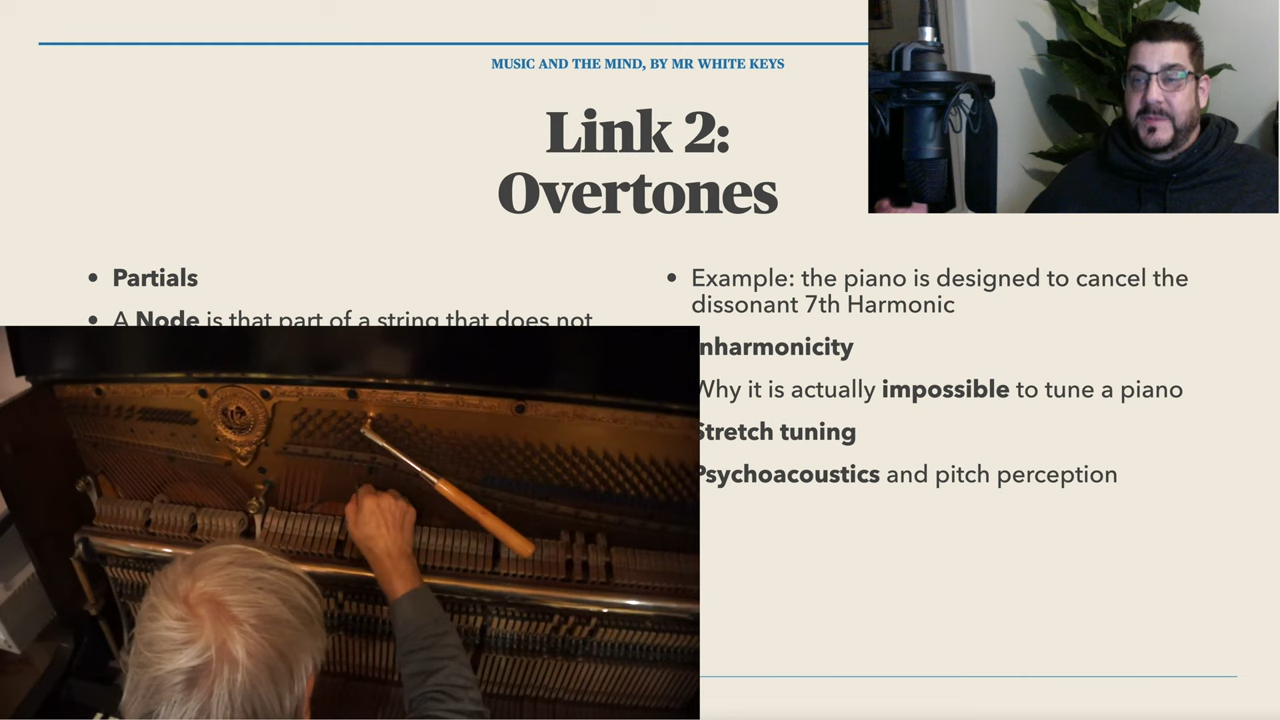 MUSIC AND THE MIND, BY MR WHITE KEYS
Link 2:
Overtones
• Partials
• A Node is that part of a string that does not
• Example: the piano is designed to cancel the
dissonant 7th Harmonic
nharmonicity
Why it is actually impossible to tune a piano
Stretch tuning
Psychoacoustics and pitch perception